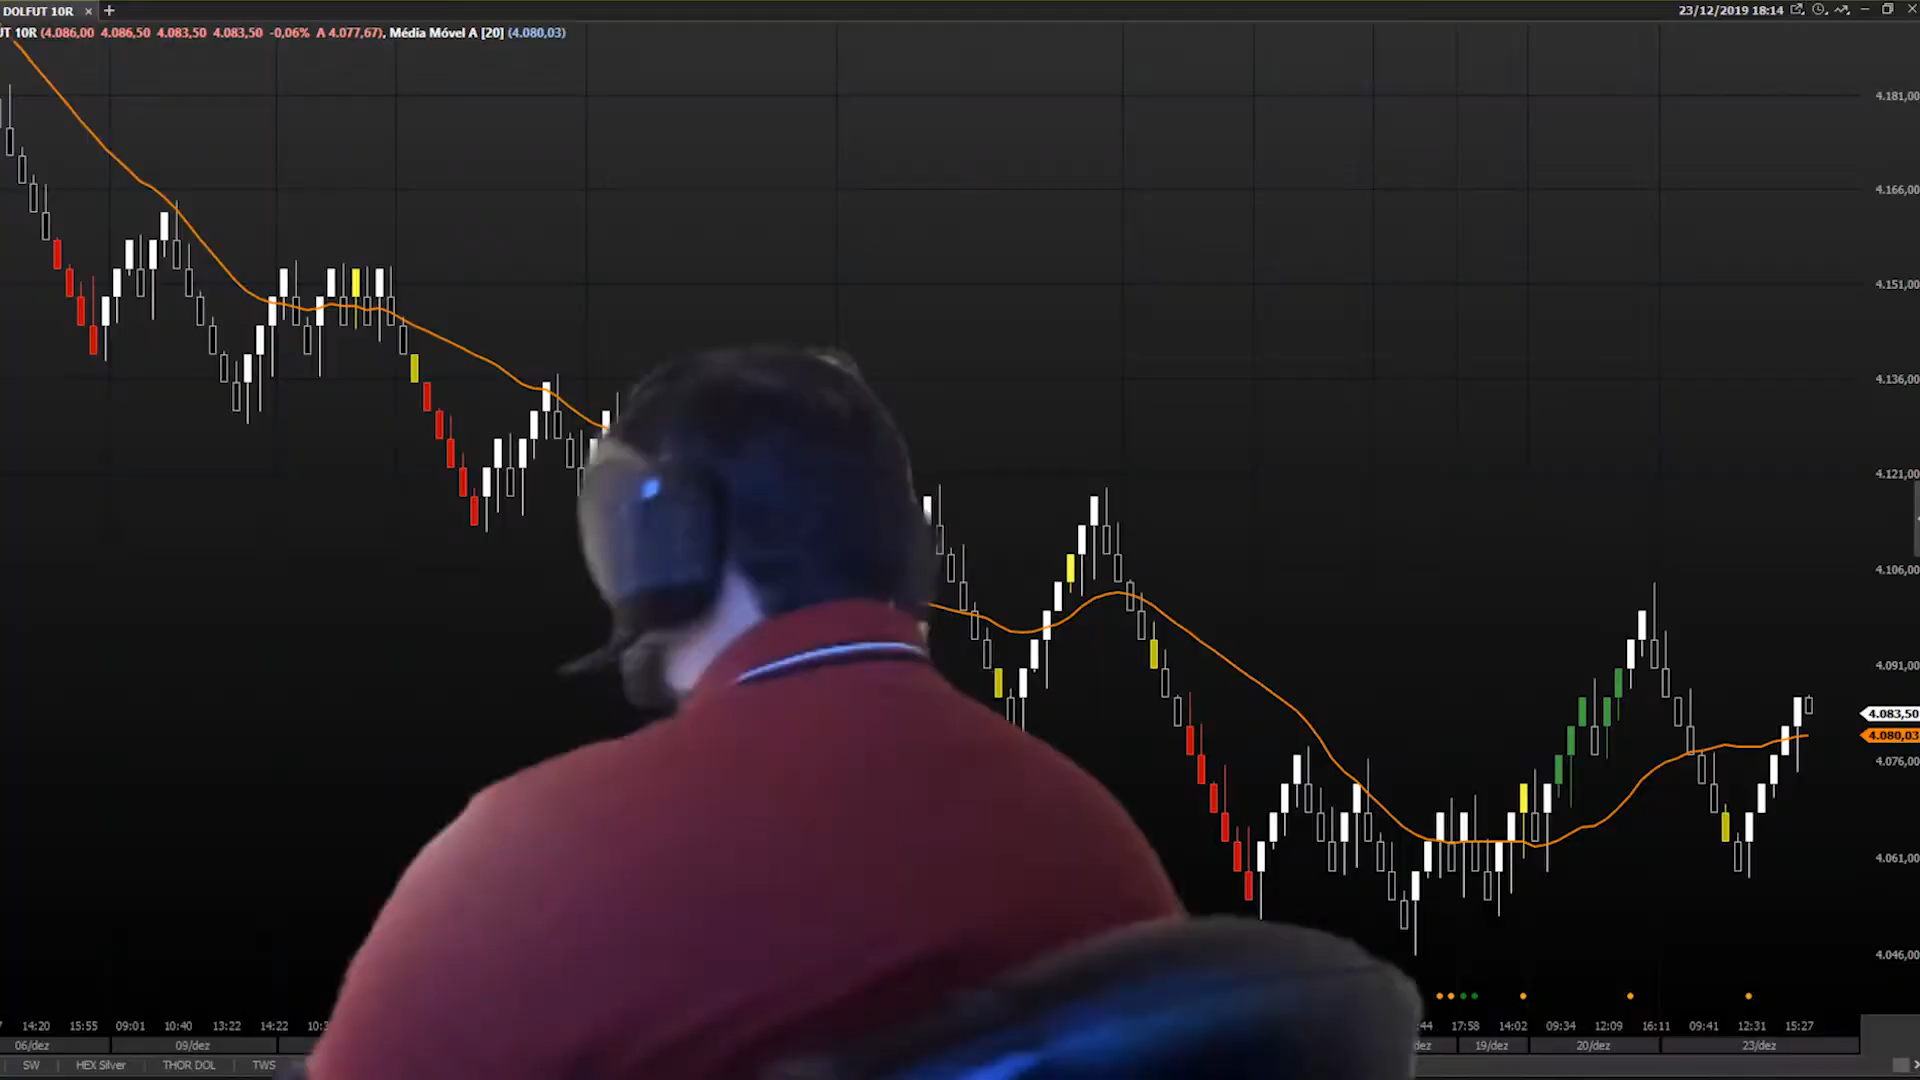 DOLFUT 10R × +
23/12/2019 18:14
UT 10R (4.086,00 4.086,50 4.083,50 4.083,50 -0,06% A 4.077,67), Média Móvel A [20] (4.080,03)
4.181,00
4.166,00
4.151,00
4.136,00
4.121,00
4.106,00
4.091,00
4.083,50
4.080,03
4.076,00
4.061,00
4.046,00
14:20 15:55 09:01 10:40 13:22 14:22 10:3 :44 17:58 14:02 09:34 12:09 16:11 09:41 12:31 15:27
06/dez 09/dez dez 19/dez 20/dez 23/dez
SW HEX Silver THOR DOL TWS